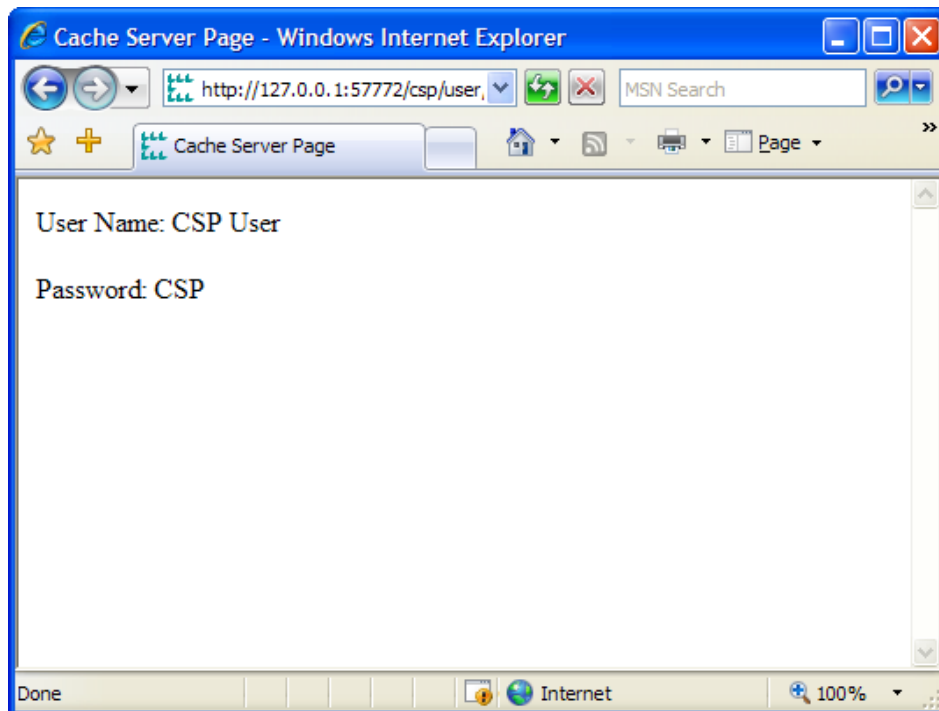 Cache Server Page - Windows Internet Explorer
http://127.0.0.1:57772/csp/user,
MSN Search
Cache Server Page
Page
»
User Name: CSP User
Password: CSP
Done
Internet
100%